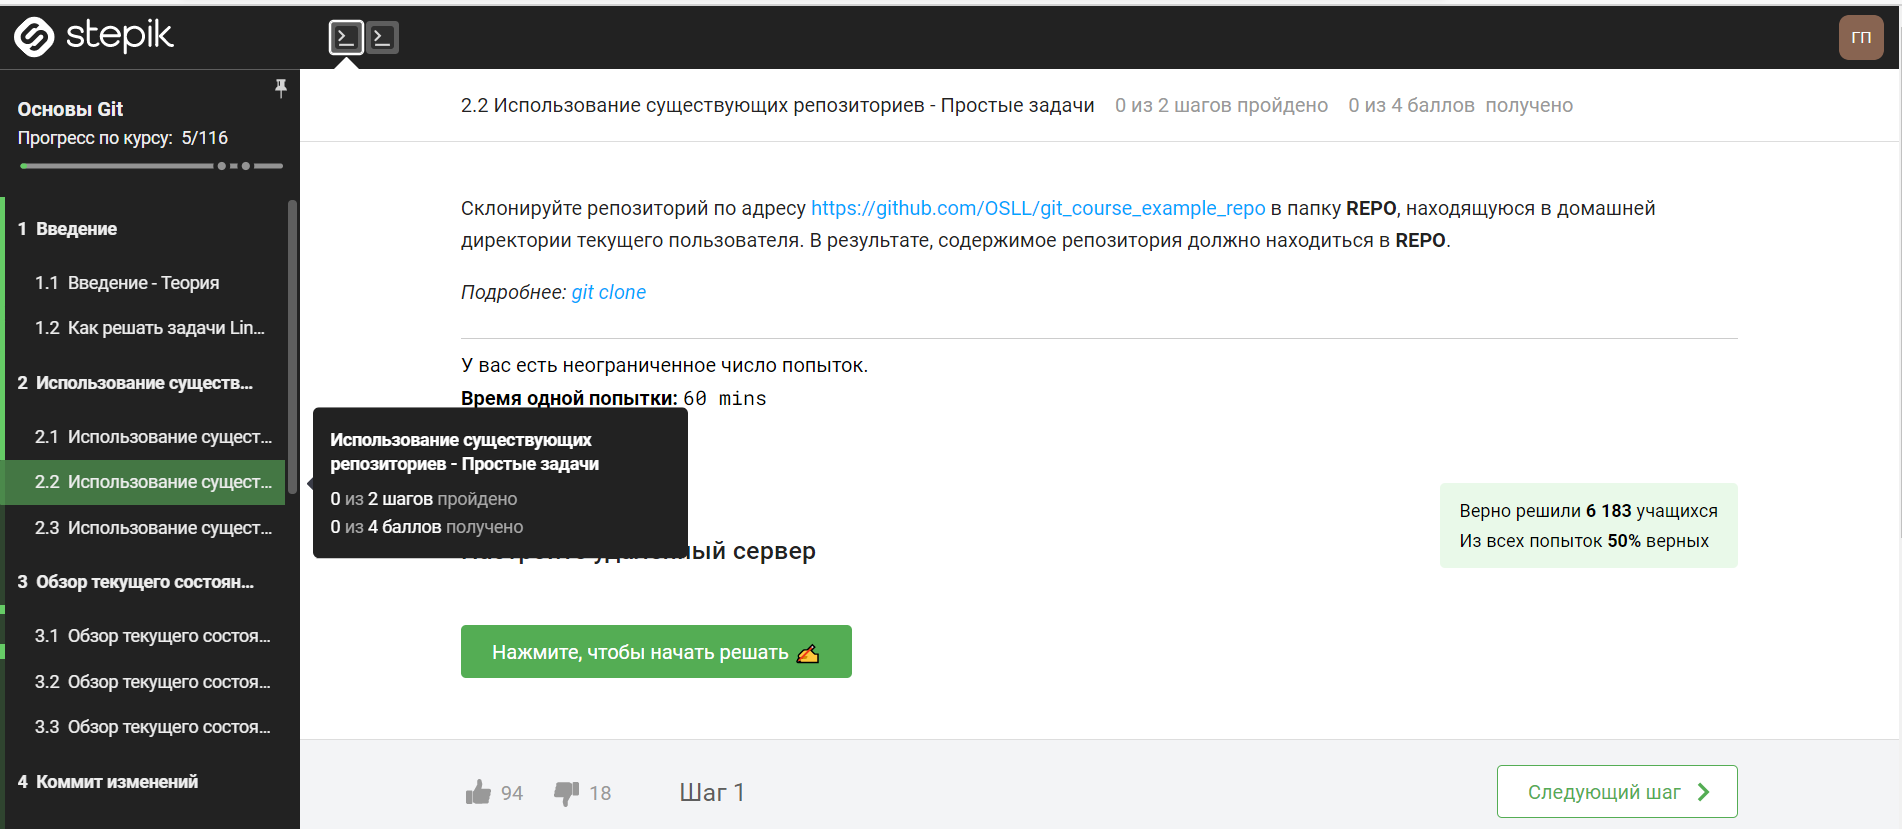 stepik
ГП
Основы Git
Прогресс по курсу: 5/116
1 Введение
1.1 Введение - Теория
1.2 Как решать задачи Lin...
2 Использование существ...
2.1 Использование сущест...
2.2 Использование сущест...
2.3 Использование сущест...
3 Обзор текущего состоян...
3.1 Обзор текущего состоя...
3.2 Обзор текущего состоя...
3.3 Обзор текущего состоя...
4 Коммит изменений
2.2 Использование существующих репозиториев - Простые задачи 0 из 2 шагов пройдено 0 из 4 баллов получено
Склонируйте репозиторий по адресу https://github.com/OSLL/git_course_example_repo в папку REPO, находящуюся в домашней
директории текущего пользователя. В результате, содержимое репозитория должно находиться в REPO.
Подробнее: git clone
У вас есть неограниченное число попыток.
Время одной попытки: 60 mins
Использование существующих
репозиториев - Простые задачи
0 из 2 шагов пройдено
0 из 4 баллов получено
Верно решили 6 183 учащихся
Из всех попыток 50% верных
сервер
Нажмите, чтобы начать решать
94 18 Шаг 1
Следующий шаг